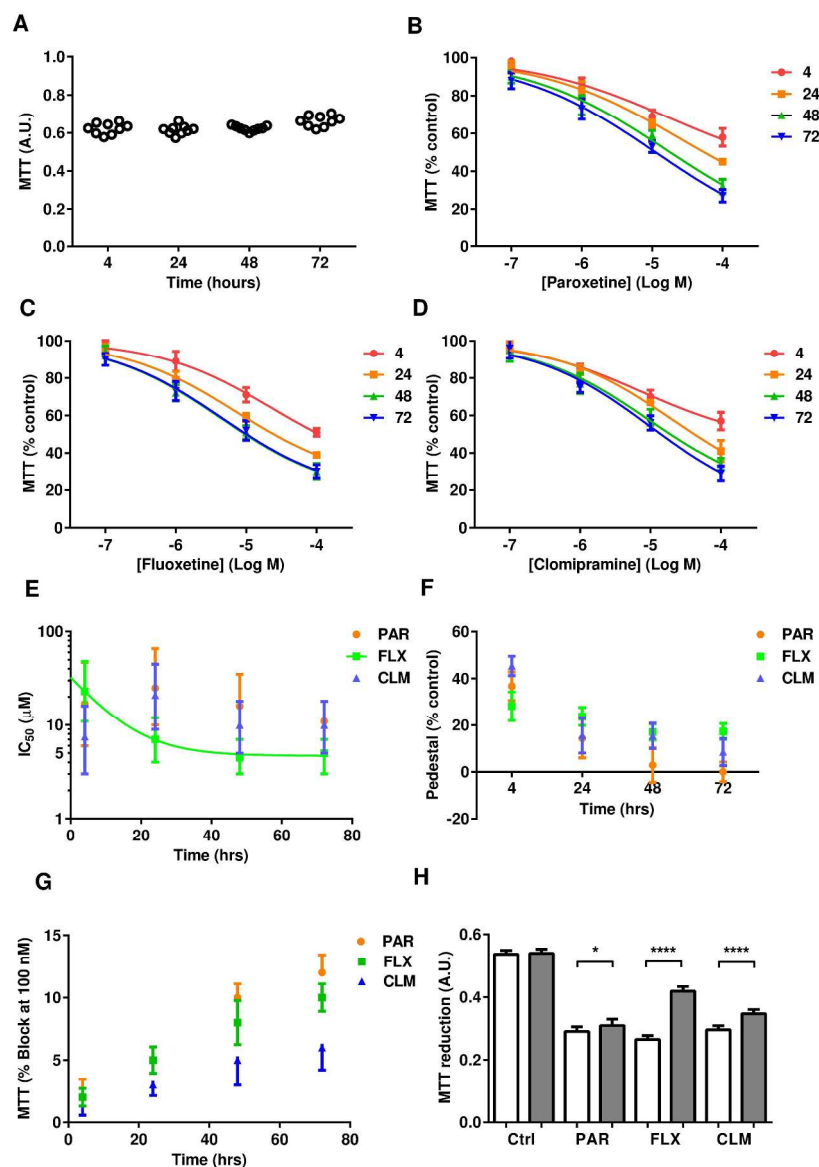 A
MTT (A.U.)
1.0
0.8
0.6
0.4
0.2
0.0
4 24 48 72
Time (hours)
B
MTT (% control)
100
80
60
40
20
0
-7 -6 -5 -4
[Paroxetine] (Log M)
4
24
48
72
C
MTT (% control)
100
80
60
40
20
0
-7 -6 -5 -4
[Fluoxetine] (Log M)
4
24
48
72
D
MTT (% control)
100
80
60
40
20
0
-7 -6 -5 -4
[Clomipramine] (Log M)
4
24
48
72
E
IC50 (μM)
100
10
5
1
0 20 40 60 80
Time (hrs)
PAR
FLX
CLM
F
Pedestal (% control)
60
40
20
0
-20
4 24 48 72
Time (hrs)
PAR
FLX
CLM
G
MTT (% Block at 100 nM)
15
10
5
0
0 20 40 60 80
Time (hrs)
PAR
FLX
CLM
H
MTT reduction (A.U.)
0.6
0.4
0.2
0.0
* **** ****
Ctrl PAR FLX CLM